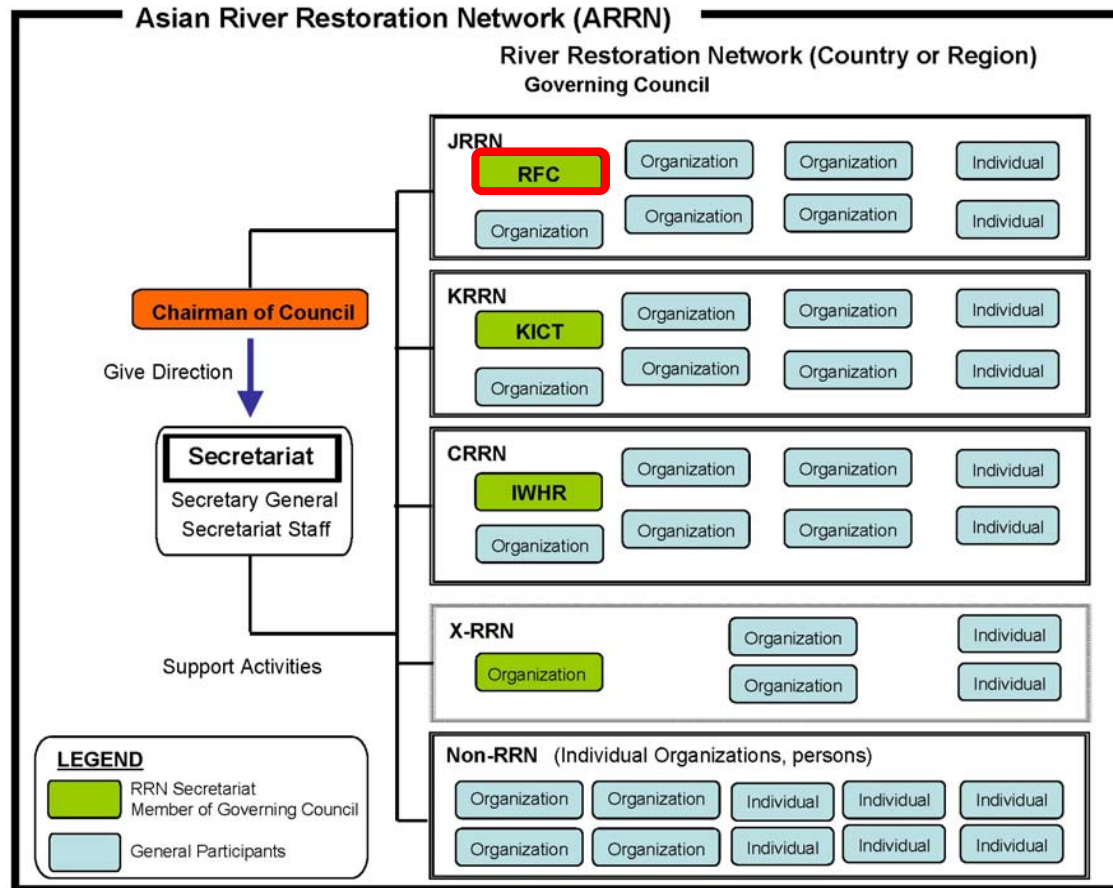 Asian River Restoration Network (ARRN)
River Restoration Network (Country or Region)
Governing Council
JRRN
RFC
Organization
Organization
Individual
Organization
Organization
Organization
Individual
Chairman of Council
Give Direction
Secretariat
Secretary General
Secretariat Staff
Support Activities
KRRN
KICT
Organization
Organization
Individual
Organization
Organization
Organization
Individual
CRRN
IWHR
Organization
Organization
Individual
Organization
Organization
Organization
Individual
X-RRN
Organization
Organization
Individual
Organization
Individual
Non-RRN (Individual Organizations, persons)
Organization
Organization
Individual
Individual
Individual
Organization
Organization
Individual
Individual
Individual
LEGEND
RRN Secretariat
Member of Governing Council
General Participants